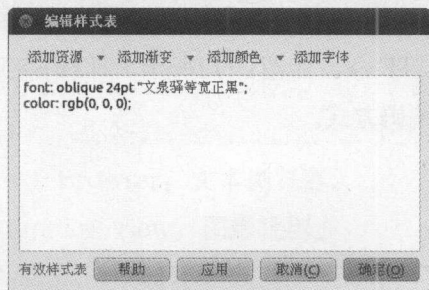 编辑样式表
添加资源 添加渐变 添加颜色 添加字体
font: oblique 24pt "文泉驿等宽正黑";
color: rgb(0, 0, 0);
有效样式表 帮助 应用 取消(C) 确定(O)